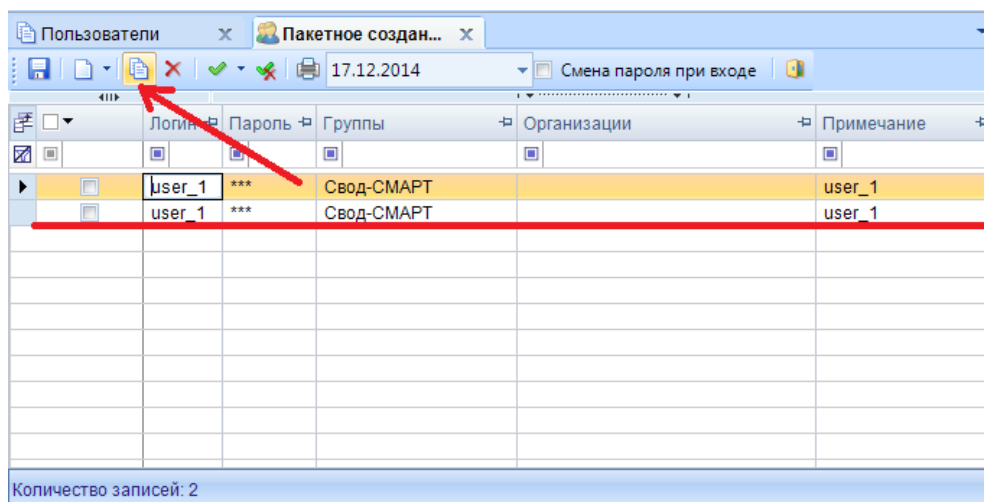 Пользователи Пакетное создан...
17.12.2014 Смена пароля при входе
Логин Пароль Группы Организации Примечание
user_1 *** Свод-СМАРТ user_1
user_1 *** Свод-СМАРТ user_1
Количество записей: 2